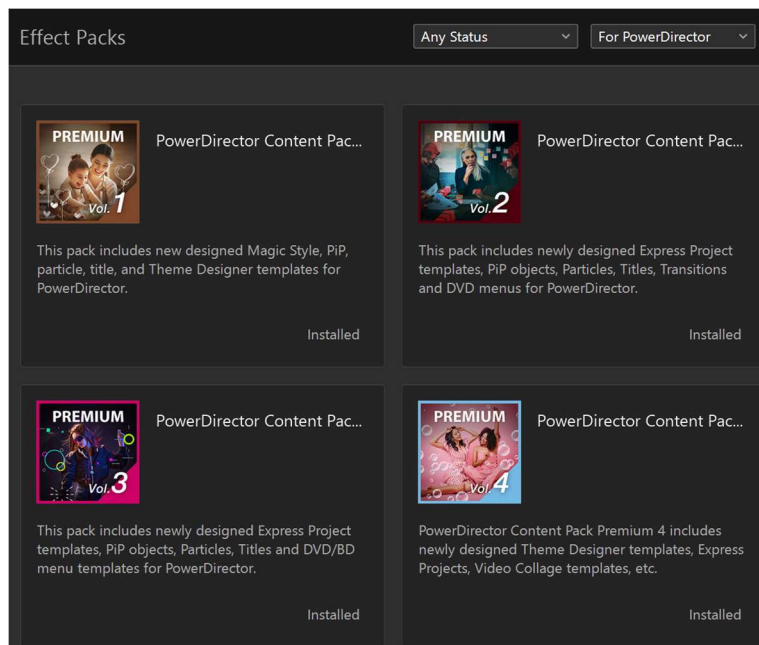 Effect Packs
Any Status
For PowerDirector
PREMIUM
Vol. 1
PowerDirector Content Pac...
This pack includes new designed Magic Style, PiP,
particle, title, and Theme Designer templates for
PowerDirector.
Installed
PREMIUM
Vol. 2
PowerDirector Content Pac...
This pack includes newly designed Express Project
templates, PiP objects, Particles, Titles, Transitions
and DVD menus for PowerDirector.
Installed
PREMIUM
Vol. 3
PowerDirector Content Pac...
This pack includes newly designed Express Project
templates, PiP objects, Particles, Titles and DVD/BD
menu templates for PowerDirector.
Installed
PREMIUM
Vol. 4
PowerDirector Content Pac...
PowerDirector Content Pack Premium 4 includes
newly designed Theme Designer templates, Express
Projects, Video Collage templates, etc.
Installed